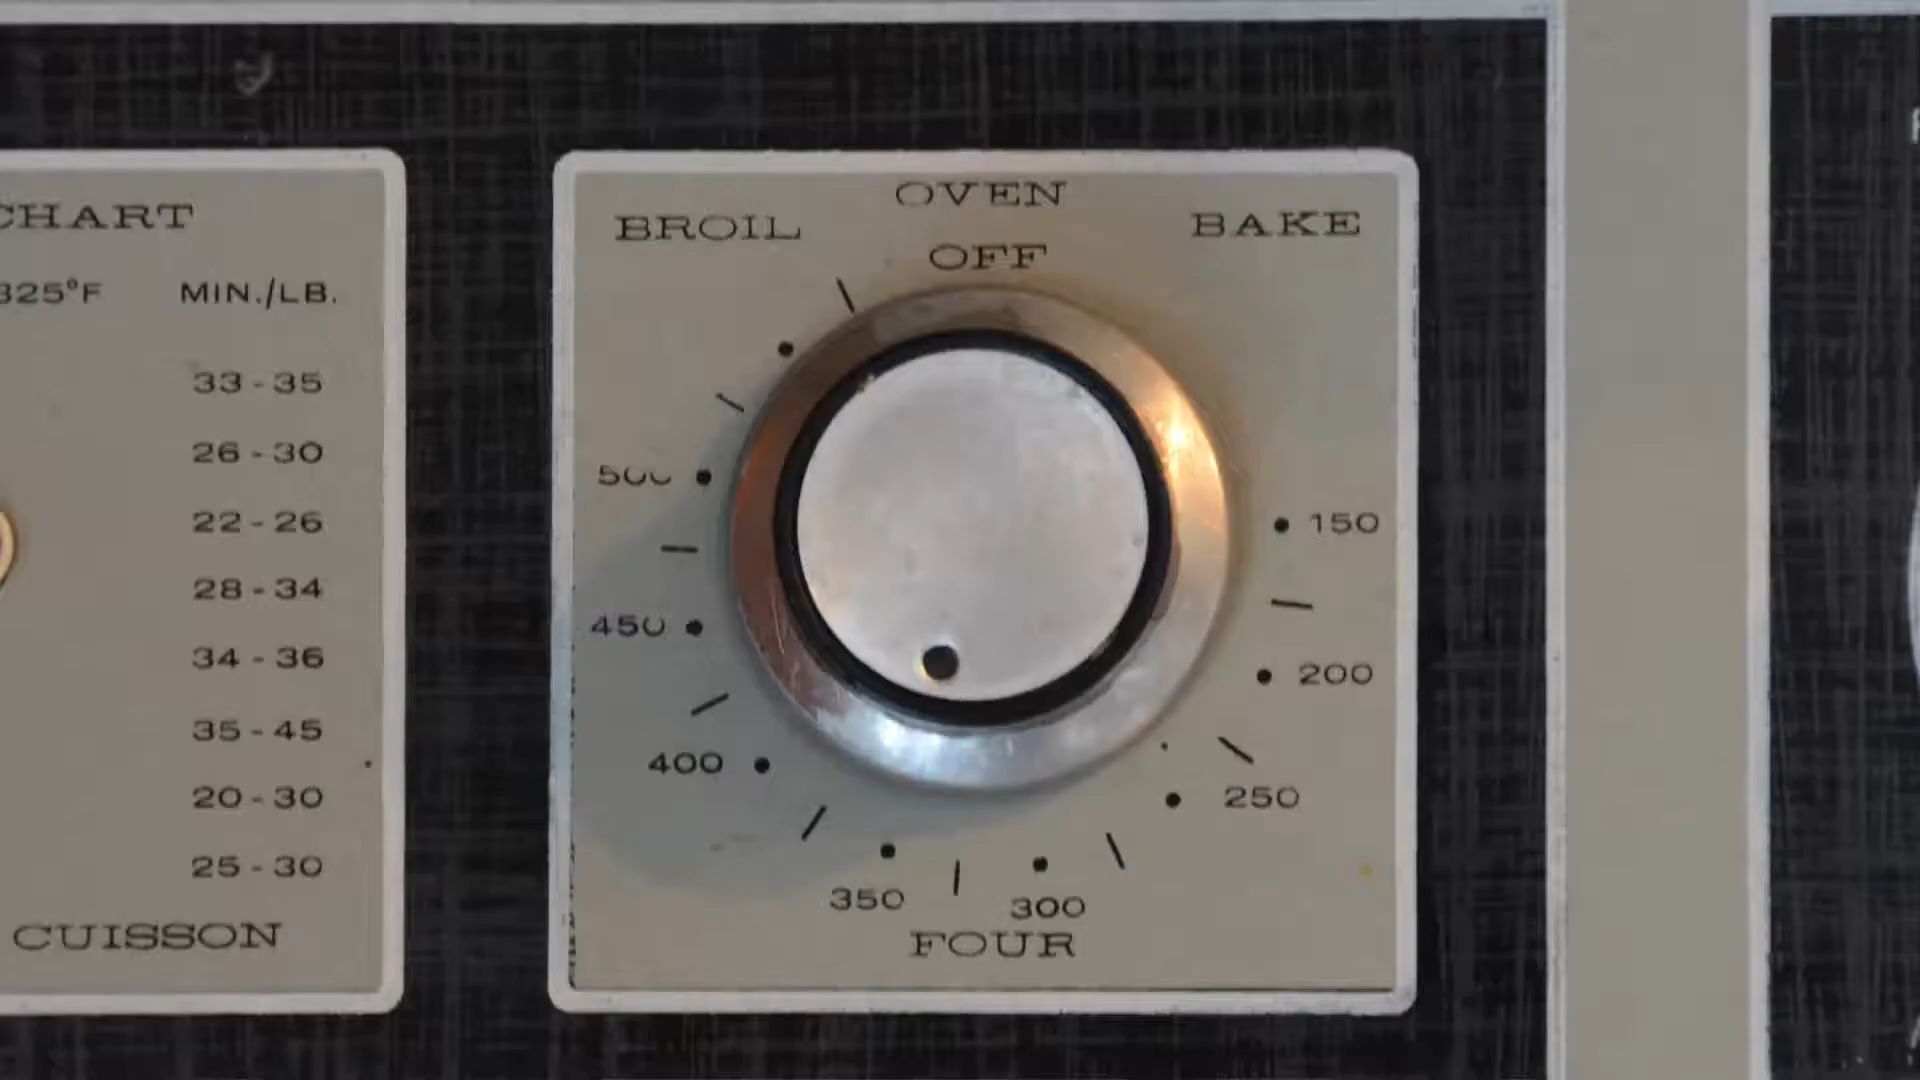 CHART
325°F MIN./LB.
33 - 35
26 - 30
22 - 26
28 - 34
34 - 36
35 - 45
20 - 30
25 - 30
CUISSON
OVEN
BROIL
BAKE
OFF
500
150
450
200
400
250
350
300
FOUR